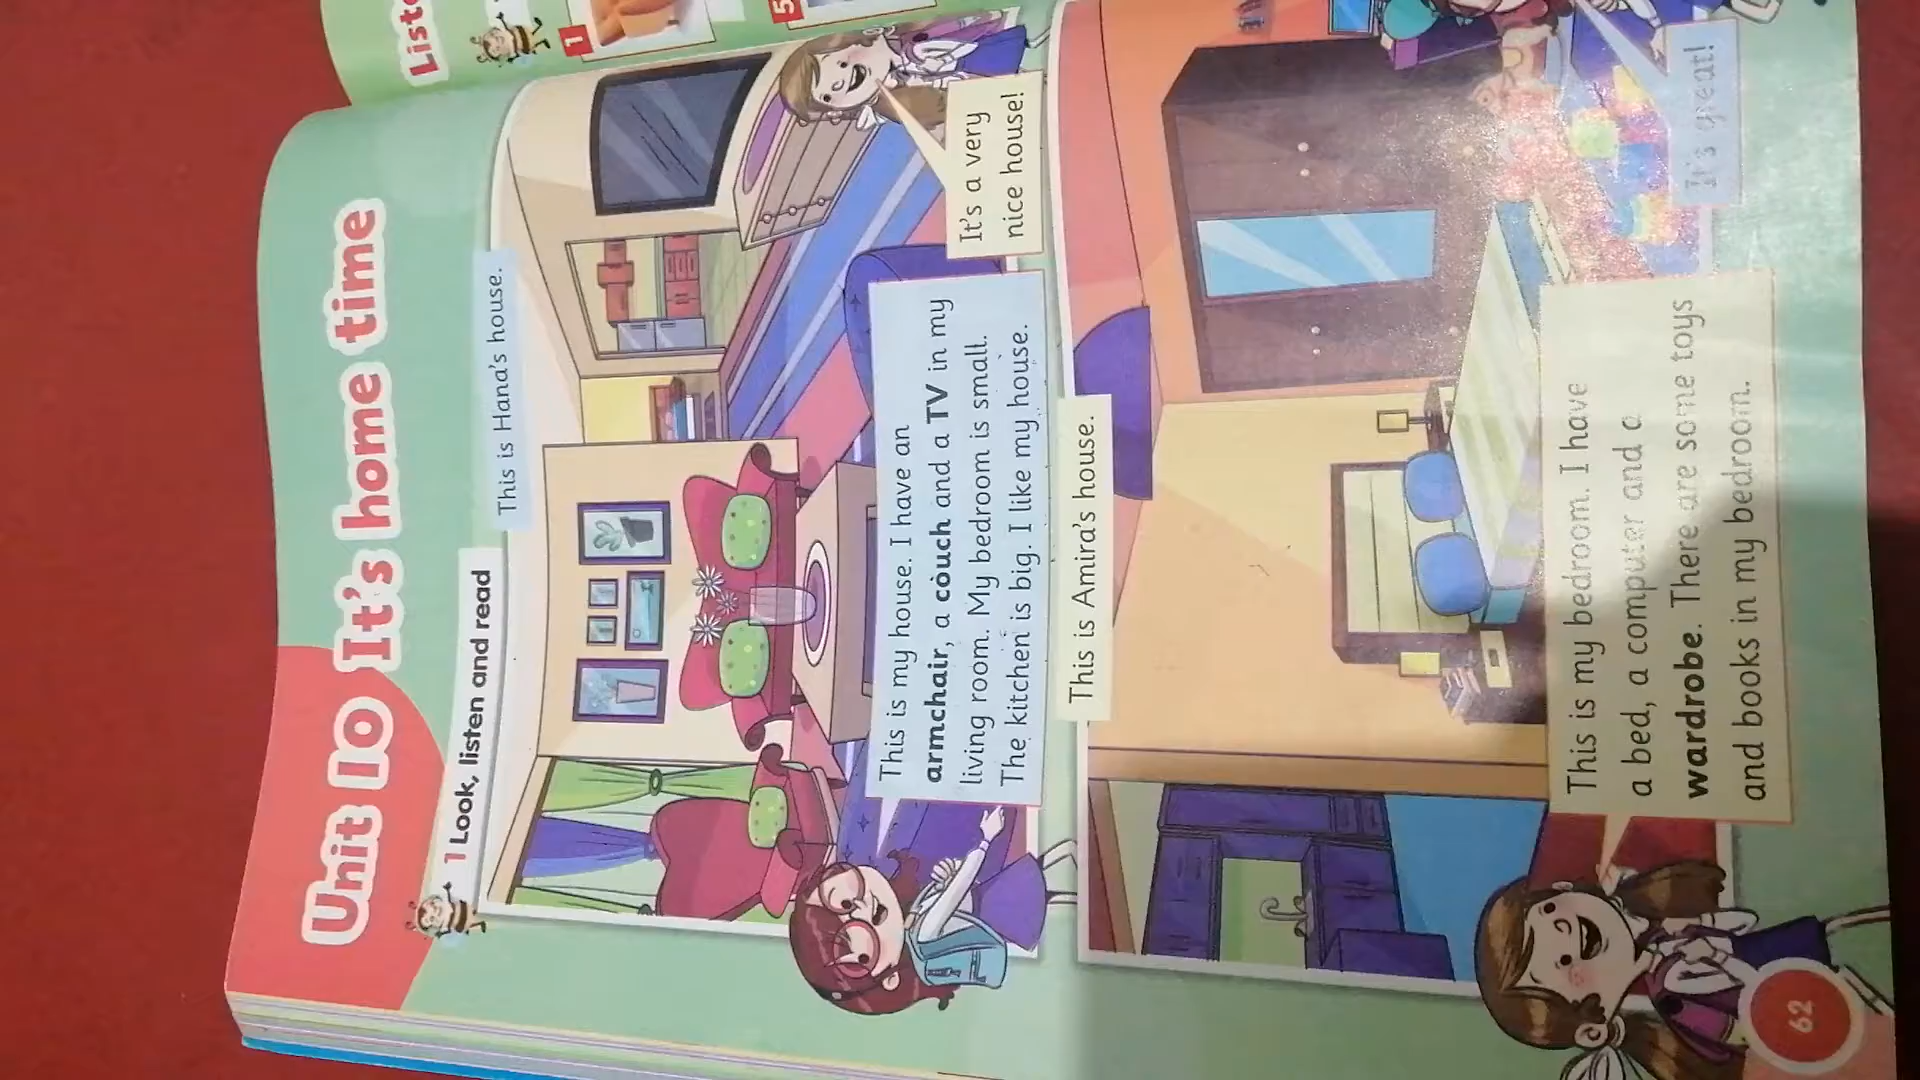 Unit 10 It's home time
1 Look, listen and read
This is Hana's house.
This is my house. I have an
armchair, a couch and a TV in my
living room. My bedroom is small.
The kitchen is big. I like my house.
It's a very
nice house!
This is Amira's house.
This is my bedroom. I have
a bed, a computer and a
wardrobe. There are some toys
and books in my bedroom.
It's great!
62
1
5